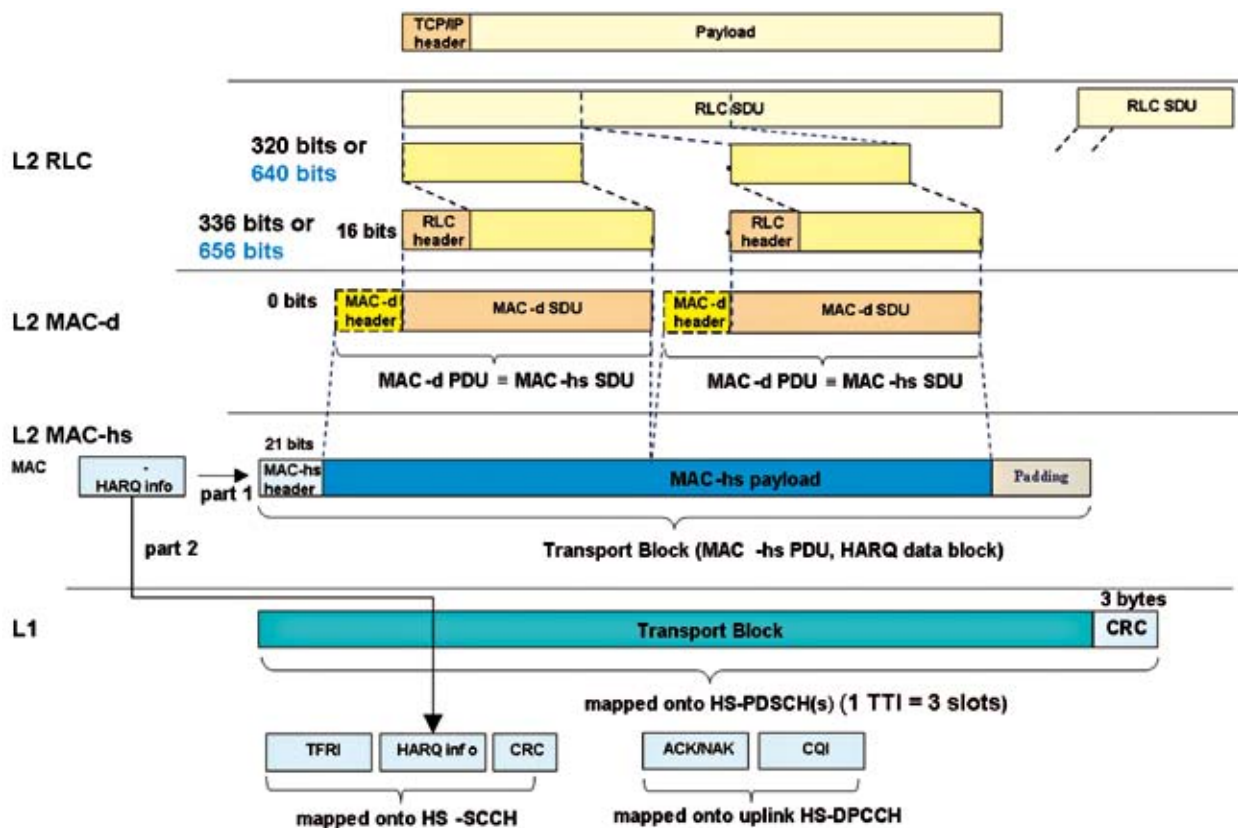 TCP/IP header
Payload
RLC SDU
RLC SDU
L2 RLC
320 bits or
640 bits
336 bits or
656 bits
16 bits
RLC header
RLC header
0 bits
L2 MAC-d
MAC-d header
MAC-d SDU
MAC-d header
MAC-d SDU
MAC-d PDU = MAC-hs SDU
MAC-d PDU = MAC-hs SDU
L2 MAC-hs
MAC
-
HARQ info
part 1
part 2
21 bits
MAC-hs header
MAC-hs payload
Padding
Transport Block (MAC -hs PDU, HARQ data block)
L1
3 bytes
Transport Block
CRC
mapped onto HS-PDSCH(s) (1 TTI = 3 slots)
TFRI
HARQ info
CRC
ACK/NAK
CQI
mapped onto HS -SCCH
mapped onto uplink HS-DPCCH